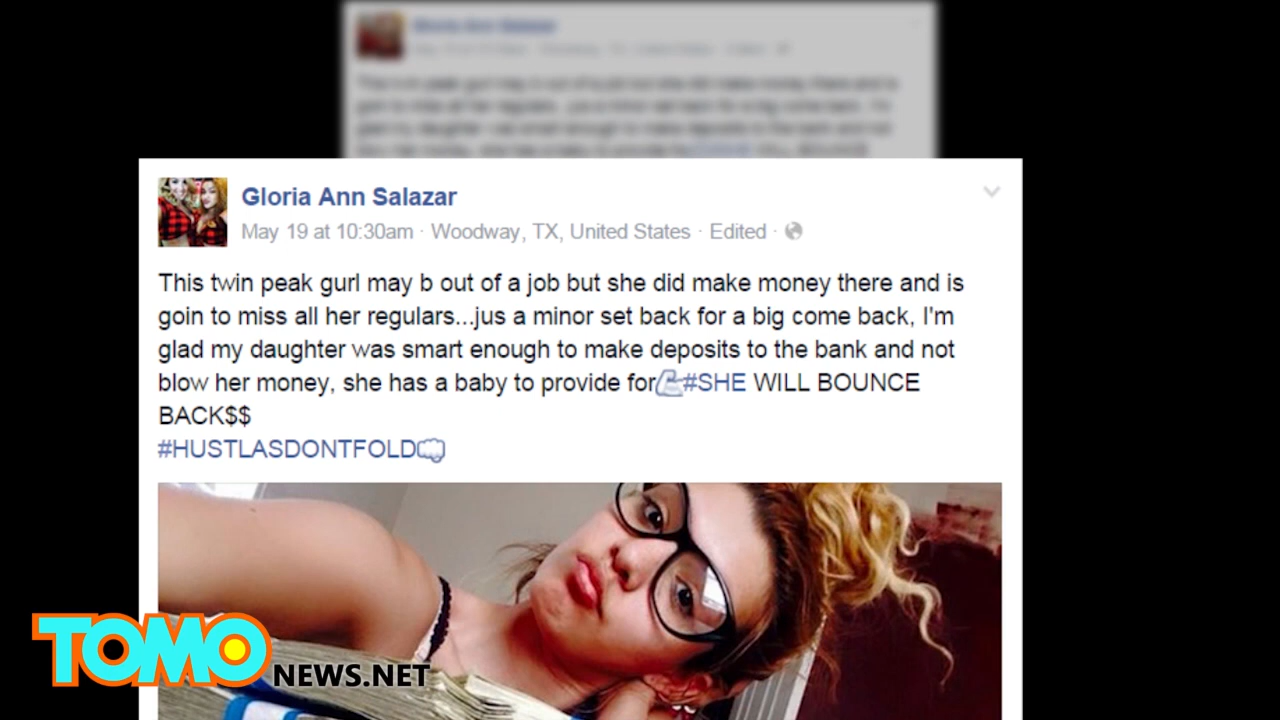 Gloria Ann Salazar
Gloria Ann Salazar
May 19 at 10:30am · Woodway, TX, United States · Edited ·
This twin peak gurl may b out of a job but she did make money there and is
goin to miss all her regulars...jus a minor set back for a big come back, I'm
glad my daughter was smart enough to make deposits to the bank and not
blow her money, she has a baby to provide for💪#SHE WILL BOUNCE
BACK$$
#HUSTLASDONTFOLD👊
TOMO
NEWS.NET